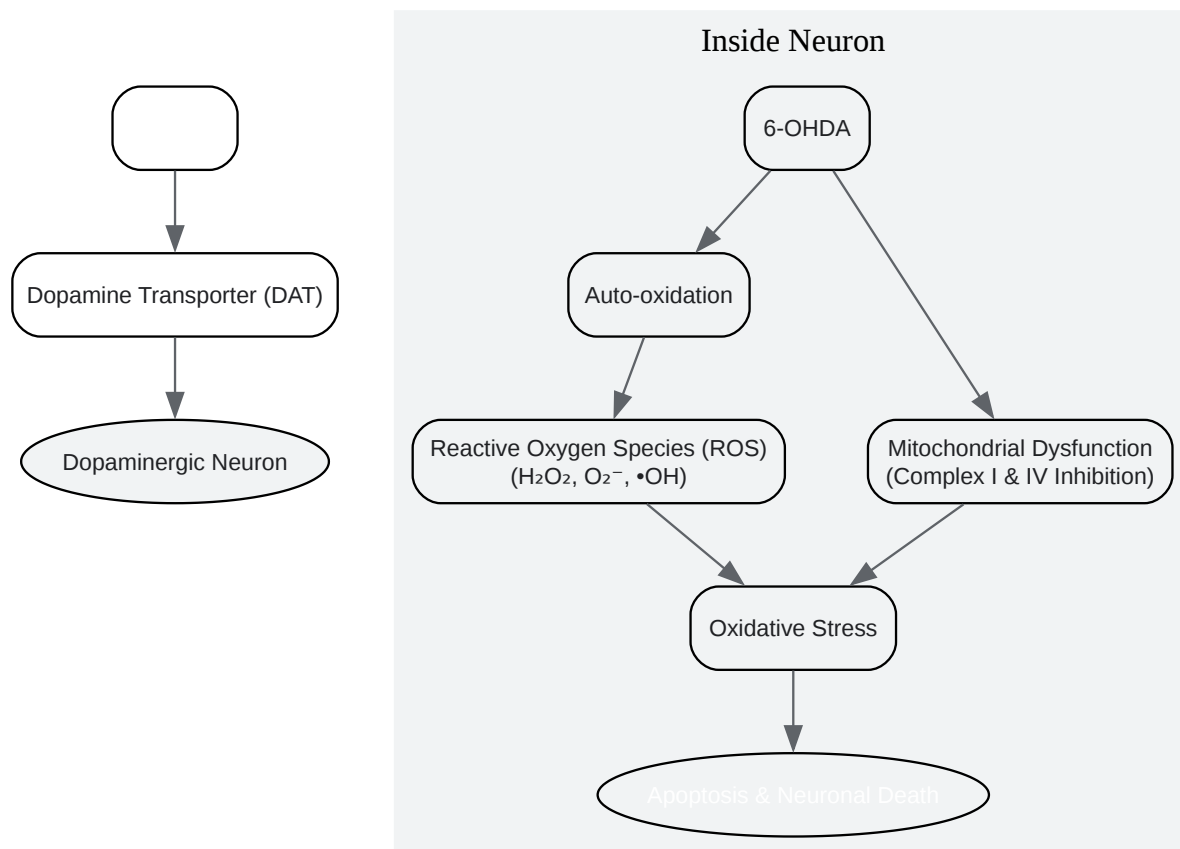 Inside Neuron
6-OHDA
Dopamine Transporter (DAT)
Auto-oxidation
Dopaminergic Neuron
Reactive Oxygen Species (ROS)
(H₂O₂, O₂⁻, •OH)
Mitochondrial Dysfunction
(Complex I & IV Inhibition)
Oxidative Stress
Apoptosis & Neuronal Death